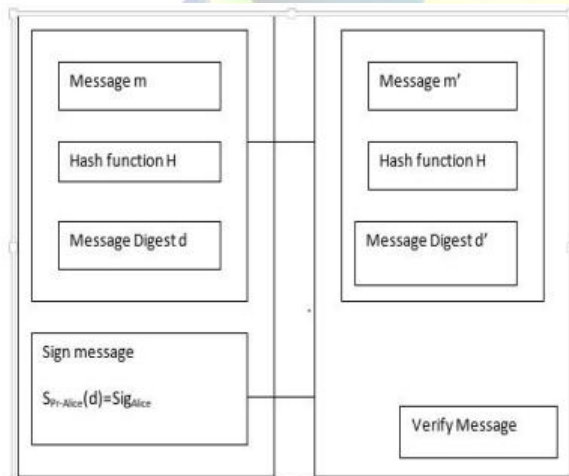 Message m
Hash function H
Message Digest d
Sign message
SPr-Alice(d)=SigAlice
Message m′
Hash function H
Message Digest d′
Verify Message